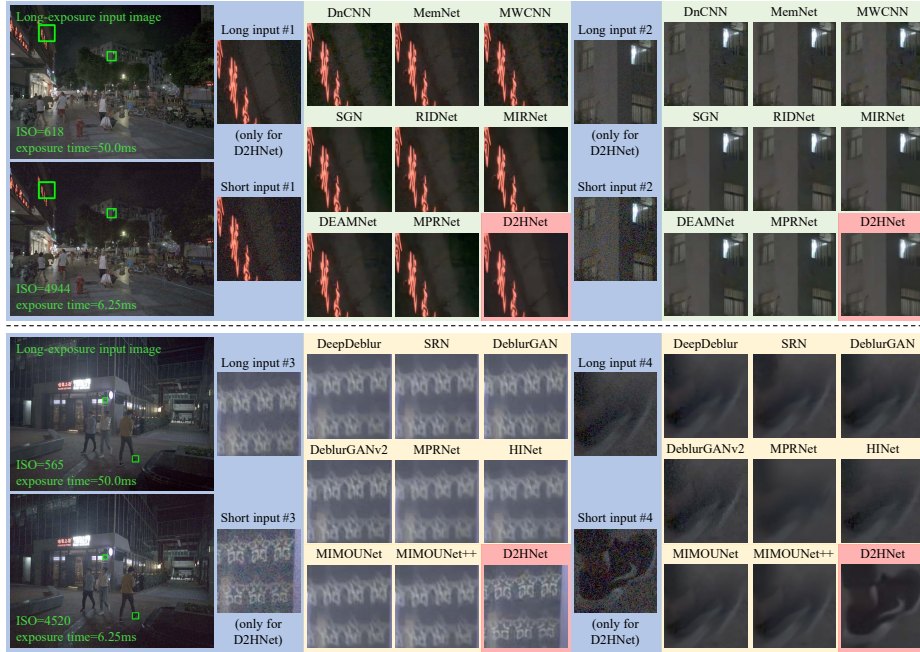 Long-exposure input image
ISO=618
exposure time=50.0ms
ISO=4944
exposure time=6.25ms
Long input #1
(only for
D2HNet)
Short input #1
DnCNN MemNet MWCNN
SGN RIDNet MIRNet
DEAMNet MPRNet D2HNet
Long input #2
(only for
D2HNet)
Short input #2
DnCNN MemNet MWCNN
SGN RIDNet MIRNet
DEAMNet MPRNet D2HNet
Long-exposure input image
ISO=565
exposure time=50.0ms
ISO=4520
exposure time=6.25ms
Long input #3
Short input #3
(only for
D2HNet)
DeepDeblur SRN DeblurGAN
DeblurGANv2 MPRNet HINet
MIMOUNet MIMOUNet++ D2HNet
Long input #4
Short input #4
(only for
D2HNet)
DeepDeblur SRN DeblurGAN
DeblurGANv2 MPRNet HINet
MIMOUNet MIMOUNet++ D2HNet